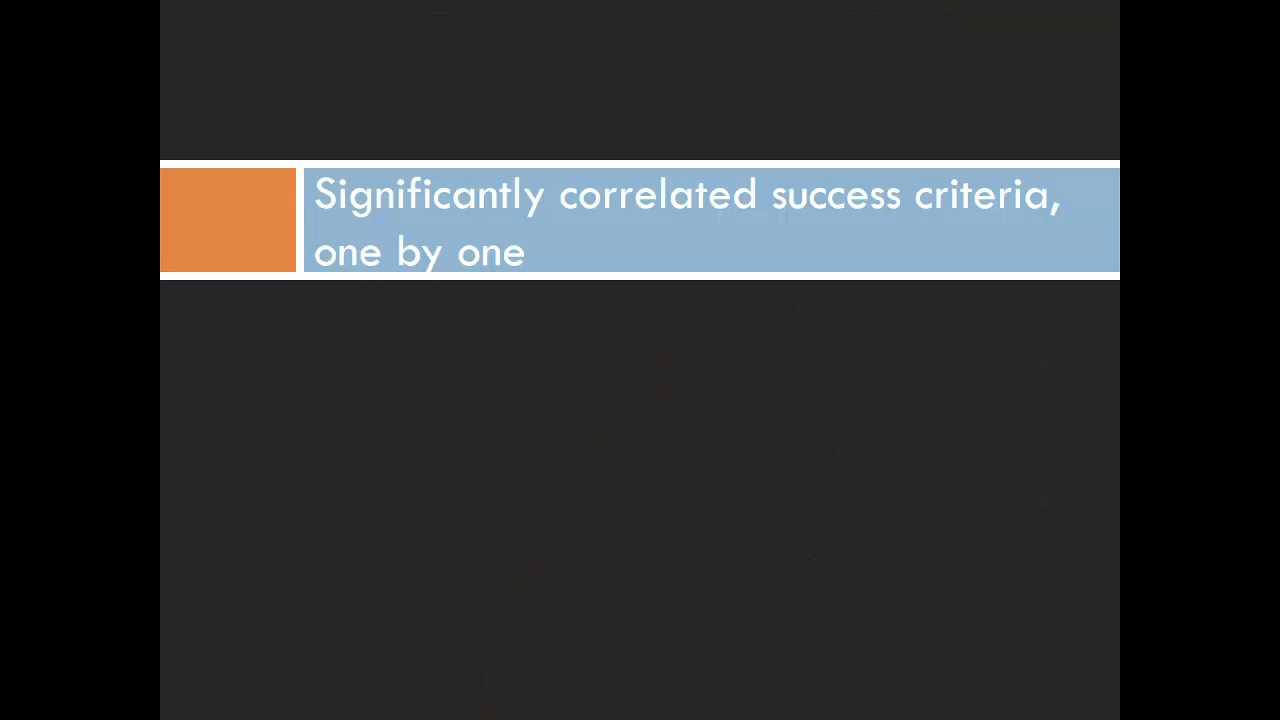 Significantly correlated success criteria,
one by one